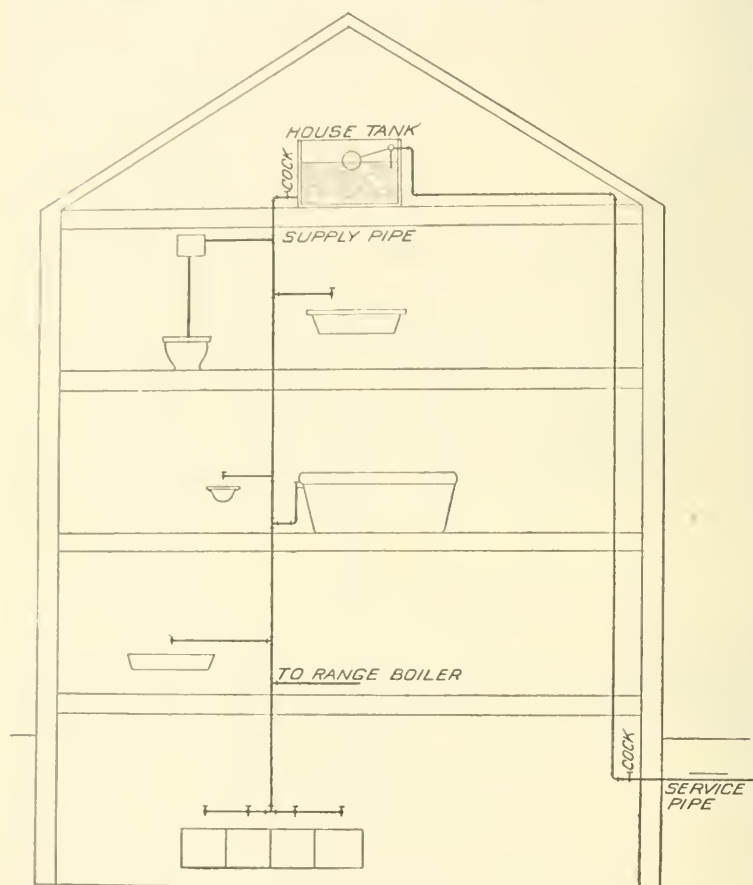 HOUSE TANK
COCK
SUPPLY PIPE
TO RANGE BOILER
COCK
SERVICE
PIPE